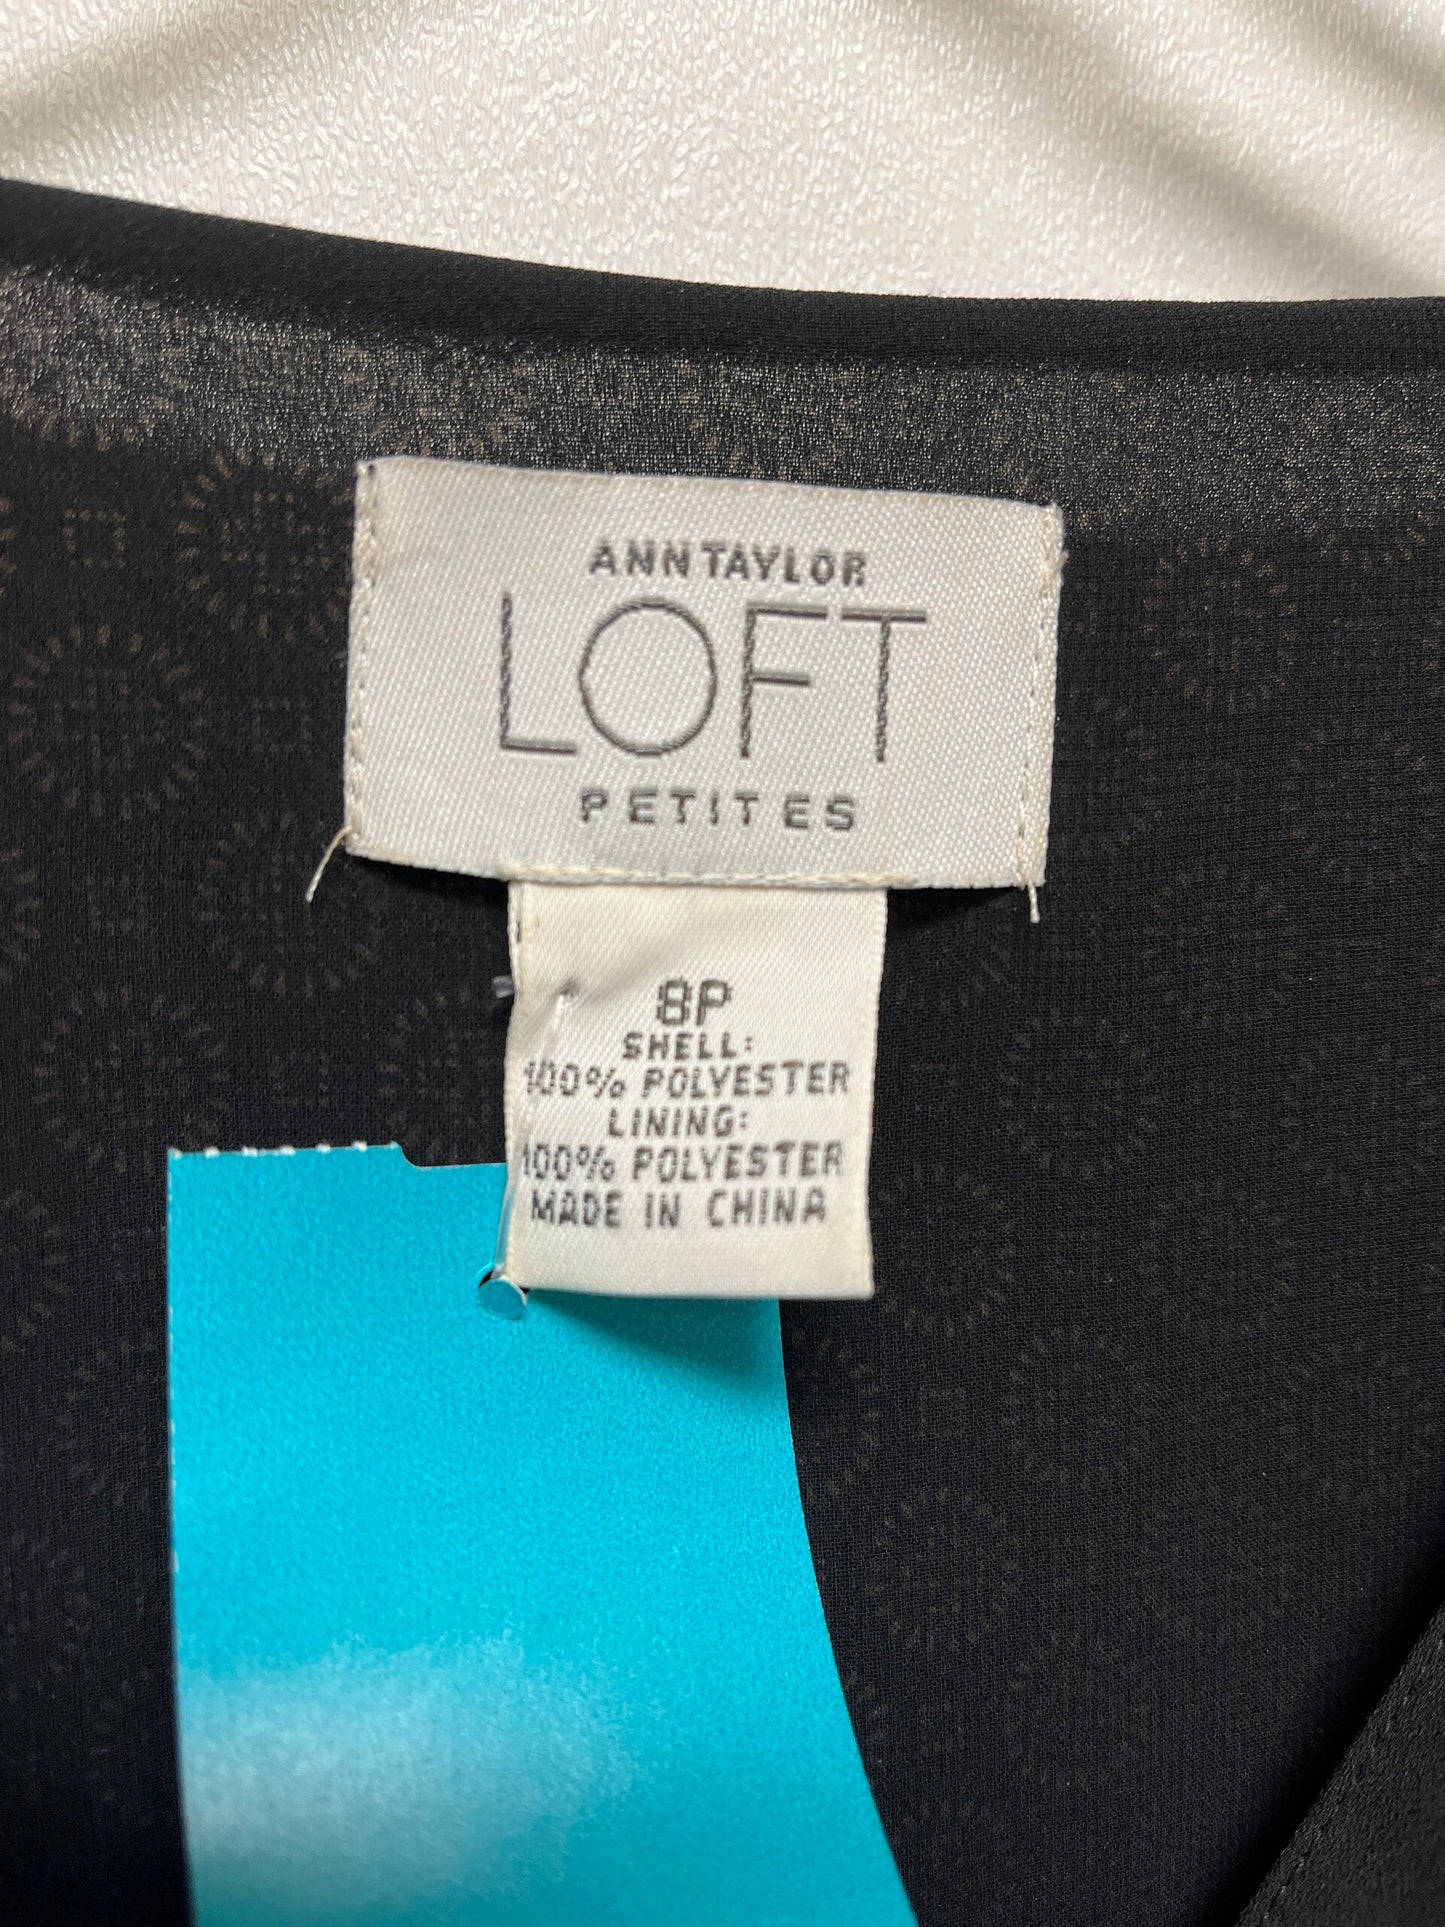 ANN TAYLOR
LOFT
PETITES
8P
SHELL:
100% POLYESTER
LINING:
100% POLYESTER
MADE IN CHINA